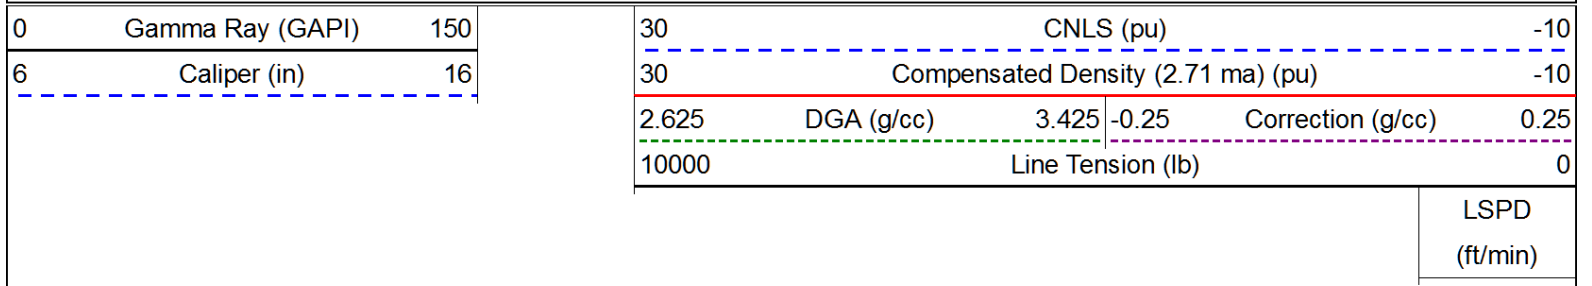 0 Gamma Ray (GAPI) 150 30 CNLS (pu) -10
6 Caliper (in) 16 30 Compensated Density (2.71 ma) (pu) -10
2.625 DGA (g/cc) 3.425 -0.25 Correction (g/cc) 0.25
10000 Line Tension (lb) 0
LSPD
(ft/min)